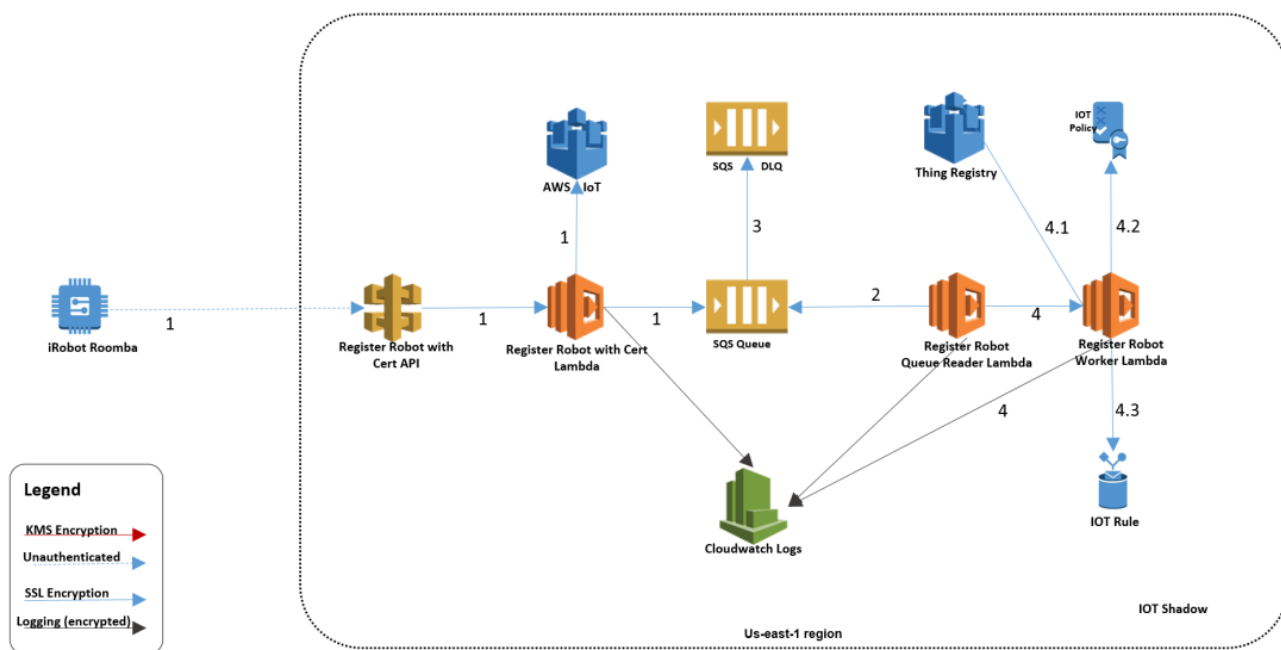 IOT
Policy
SQS DLQ
AWS IoT
Thing Registry
1
3
4.1
4.2
1
1
1
2
4
iRobot Roomba
Register Robot with
Cert API
Register Robot with Cert
Lambda
SQS Queue
Register Robot
Queue Reader Lambda
Register Robot
Worker Lambda
4
4.3
Cloudwatch Logs
IOT Rule
Legend
KMS Encryption
Unauthenticated
SSL Encryption
Logging (encrypted)
IOT Shadow
Us-east-1 region